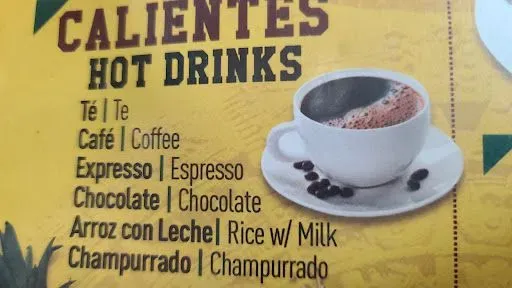 CALIENTES
HOT DRINKS
Té | Te
Café | Coffee
Expresso | Espresso
Chocolate | Chocolate
Arroz con Leche | Rice w/ Milk
Champurrado | Champurrado